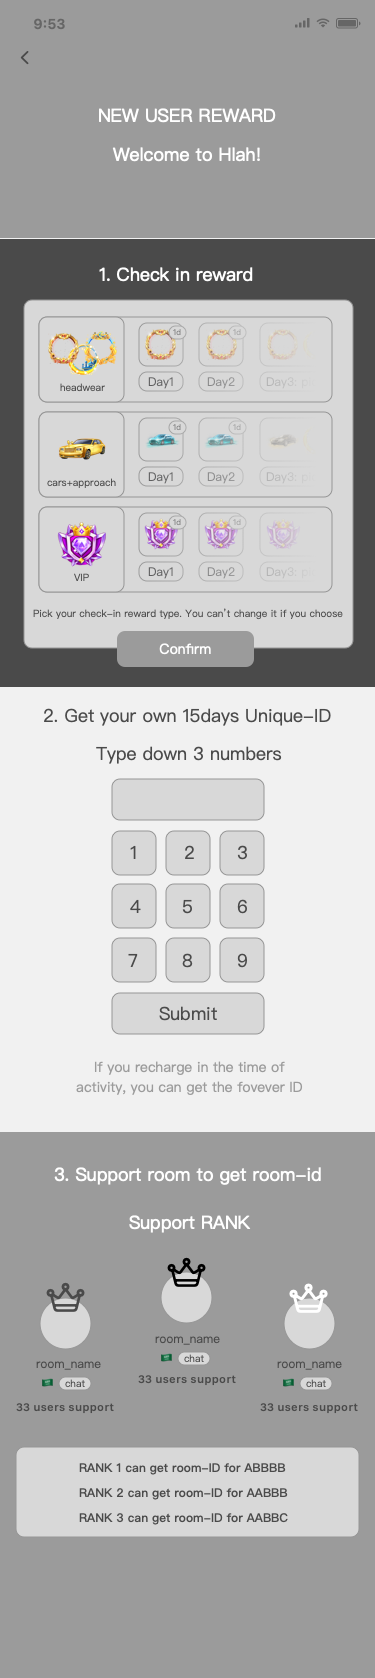 9:53
NEW USER REWARD
Welcome to Hlah!
1. Check in reward
headwear
1d
1d
Day1
Day2
Day3:
cars+approach
1d
1d
Day1
Day2
Day3:
VIP
1d
1d
Day1
Day2
Day3:
Pick your check-in reward type. You can't change it if you choose
Confirm
2. Get your own 15days Unique-ID
Type down 3 numbers
1 2 3
4 5 6
7 8 9
Submit
If you recharge in the time of
activity, you can get the fovever ID
3. Support room to get room-id
Support RANK
room_name
chat
33 users support
room_name
chat
33 users support
room_name
chat
33 users support
RANK 1 can get room-ID for ABBBB
RANK 2 can get room-ID for AABBB
RANK 3 can get room-ID for AABBC